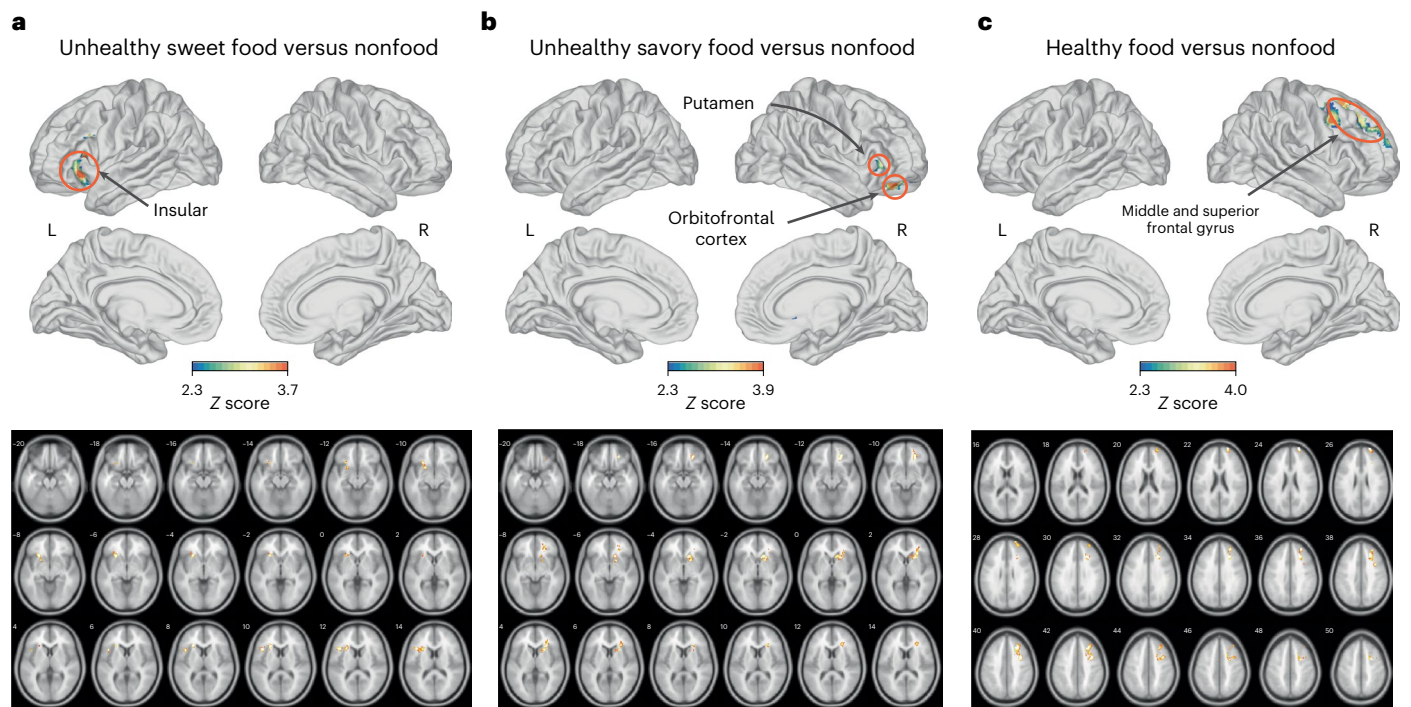 a
Unhealthy sweet food versus nonfood
Insular
L
R
2.3
3.7
Z score
-20
-18
-16
-14
-12
-10
-8
-6
-4
-2
0
2
4
6
8
10
12
14
b
Unhealthy savory food versus nonfood
Putamen
Orbitofrontal
cortex
L
R
2.3
3.9
Z score
-20
-18
-16
-14
-12
-10
-8
-6
-4
-2
0
2
4
6
8
10
12
14
c
Healthy food versus nonfood
Middle and superior
frontal gyrus
L
R
2.3
4.0
Z score
16
18
20
22
24
26
28
30
32
34
36
38
40
42
44
46
48
50